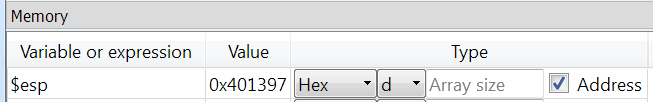 Memory
Variable or expression Value Type
$esp 0x401397 Hex d Array size Address